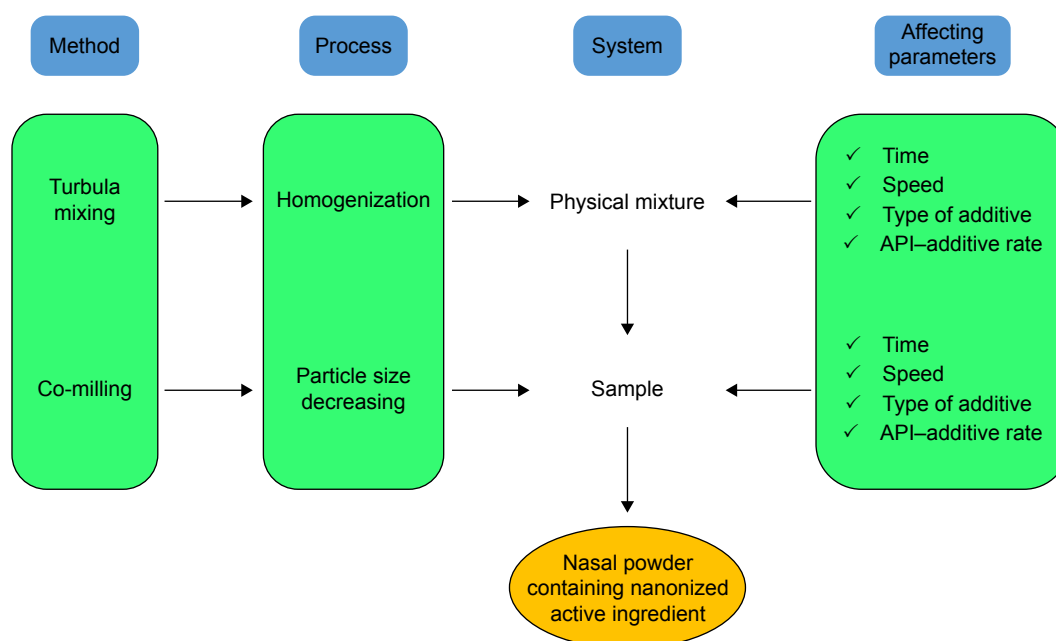 Method
Process
System
Affecting
parameters
Turbula
mixing
Homogenization
Physical mixture
✓ Time
✓ Speed
✓ Type of additive
✓ API–additive rate
Co-milling
Particle size
decreasing
Sample
✓ Time
✓ Speed
✓ Type of additive
✓ API–additive rate
Nasal powder
containing nanonized
active ingredient